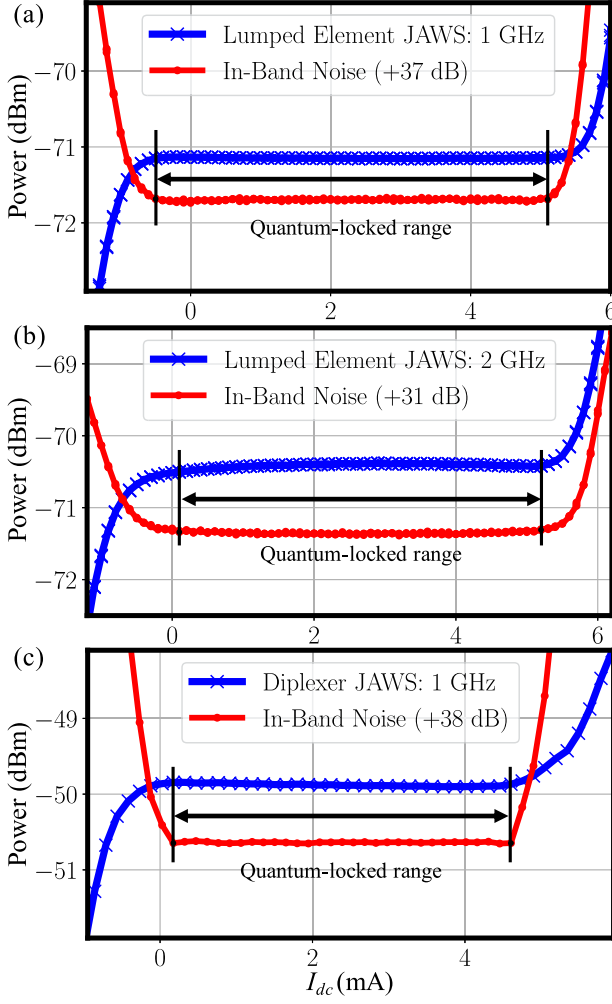 (a)
Lumped Element JAWS: 1 GHz
In-Band Noise (+37 dB)
Power (dBm)
−70
−71
−72
Quantum-locked range
0
2
4
6
(b)
Lumped Element JAWS: 2 GHz
In-Band Noise (+31 dB)
Power (dBm)
−69
−70
−71
−72
Quantum-locked range
0
2
4
6
(c)
Diplexer JAWS: 1 GHz
In-Band Noise (+38 dB)
Power (dBm)
−49
−50
−51
Quantum-locked range
0
2
4
I_{dc} (mA)